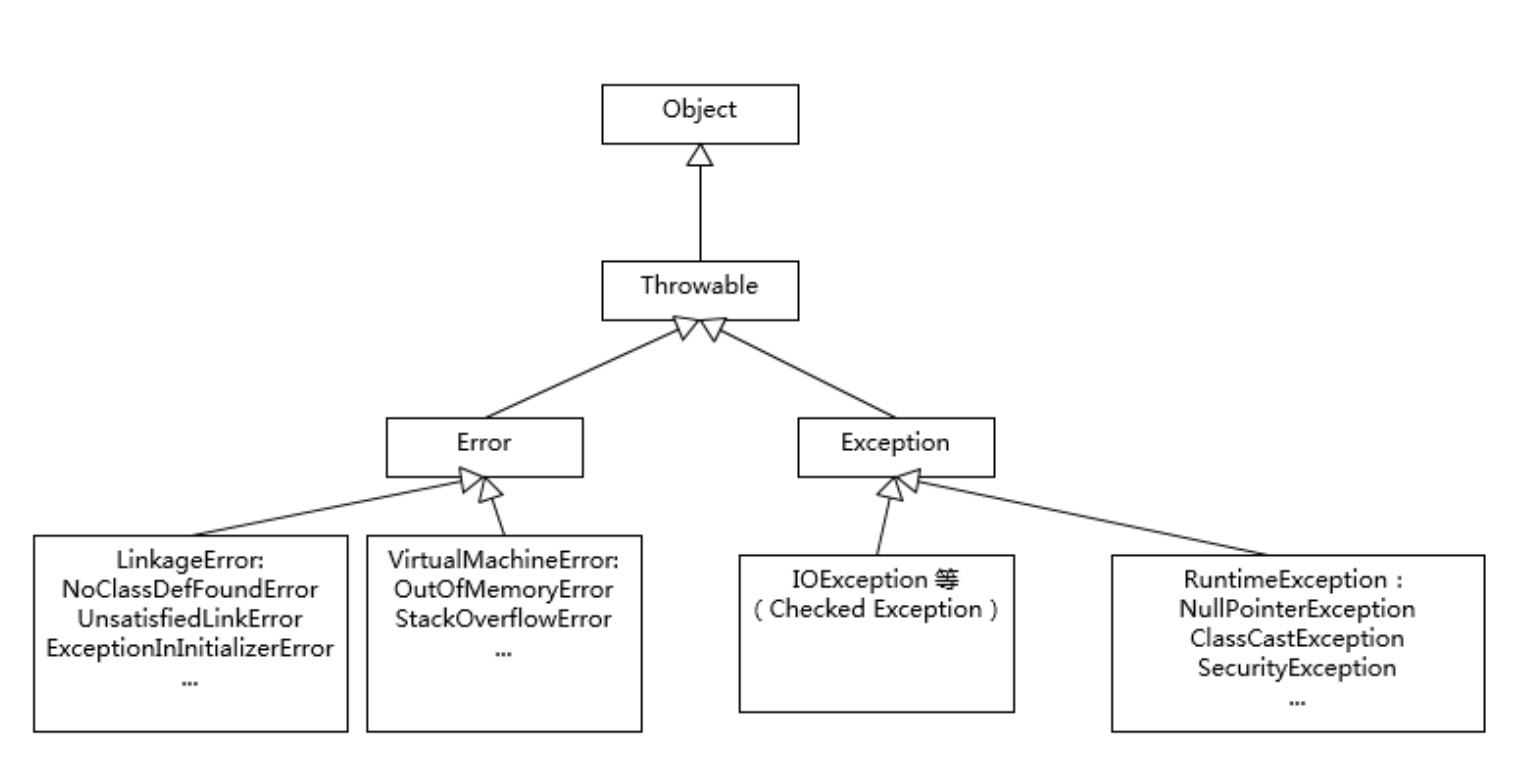 Object
Throwable
Error
Exception
LinkageError:
NoClassDefFoundError
UnsatisfiedLinkError
ExceptionInInitializerError
...
VirtualMachineError:
OutOfMemoryError
StackOverflowError
...
IOException 等
（Checked Exception）
RuntimeException：
NullPointerException
ClassCastException
SecurityException
...